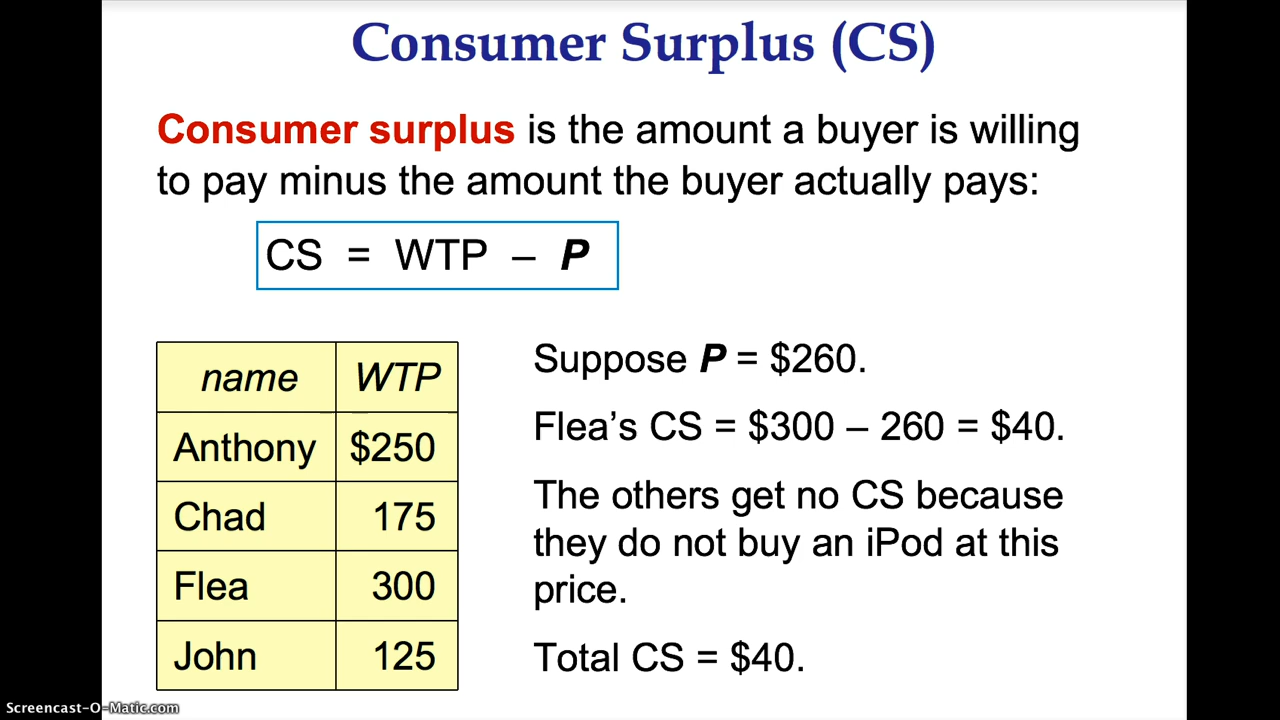 Consumer Surplus (CS)
Consumer surplus is the amount a buyer is willing
to pay minus the amount the buyer actually pays:
CS = WTP – P
name WTP
Anthony $250
Chad 175
Flea 300
John 125
Suppose P = $260.
Flea’s CS = $300 – 260 = $40.
The others get no CS because
they do not buy an iPod at this
price.
Total CS = $40.
Screencast-O-Matic.com